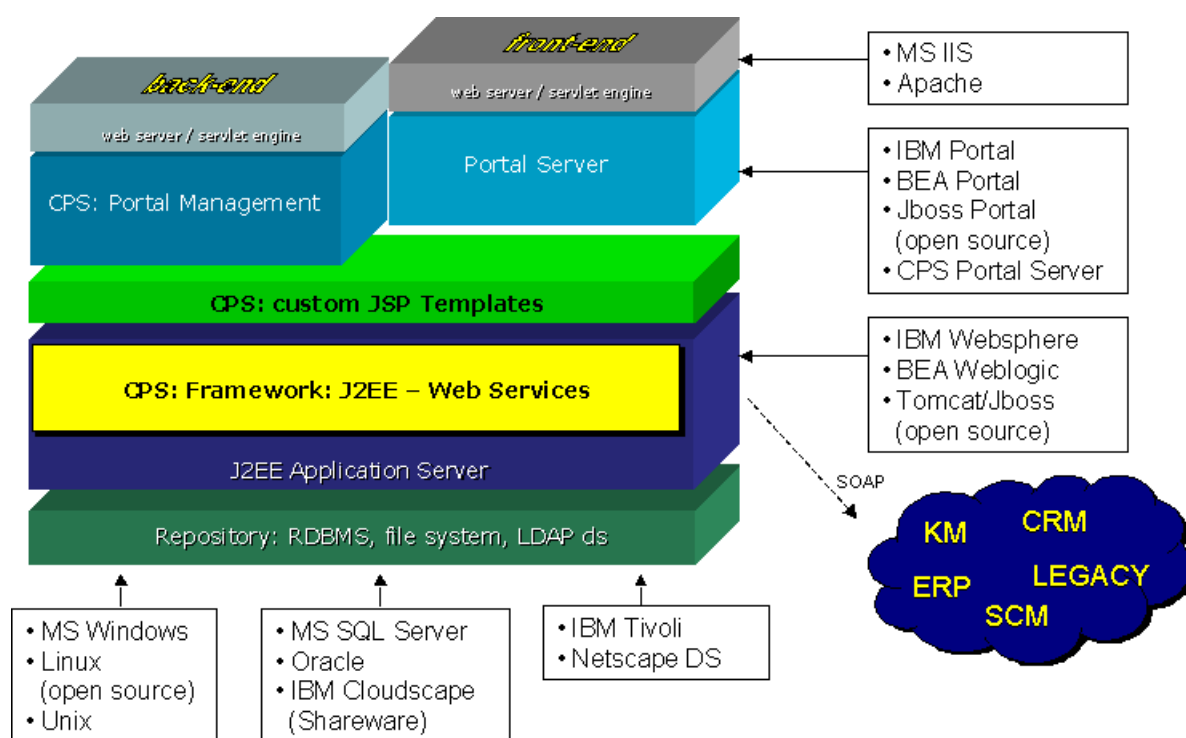 front-end
web server / servlet engine
Portal Server
back-end
web server / servlet engine
CPS: Portal Management
CPS: custom JSP Templates
CPS: Framework: J2EE – Web Services
J2EE Application Server
Repository: RDBMS, file system, LDAP ds
• MS IIS
• Apache
• IBM Portal
• BEA Portal
• Jboss Portal
(open source)
• CPS Portal Server
• IBM Websphere
• BEA Weblogic
• Tomcat/Jboss
(open source)
SOAP
KM
CRM
ERP
LEGACY
SCM
• MS Windows
• Linux
(open source)
• Unix
• MS SQL Server
• Oracle
• IBM Cloudscape
(Shareware)
• IBM Tivoli
• Netscape DS